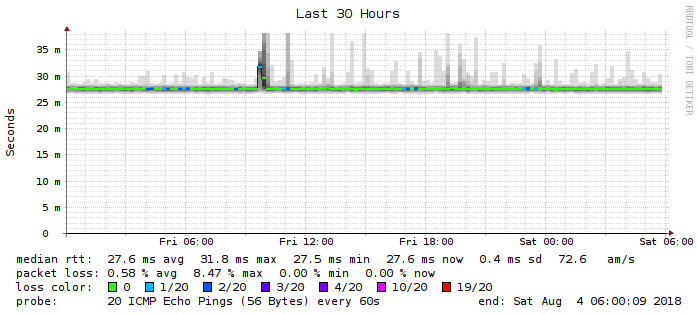 Last 30 Hours
RRDTOOL / TOBI OETIKER
Seconds
35 m
30 m
25 m
20 m
15 m
10 m
5 m
0
Fri 06:00 Fri 12:00 Fri 18:00 Sat 00:00 Sat 06:00
median rtt: 27.6 ms avg 31.8 ms max 27.5 ms min 27.6 ms now 0.4 ms sd 72.6 am/s
packet loss: 0.58 % avg 8.47 % max 0.00 % min 0.00 % now
loss color: 0 1/20 2/20 3/20 4/20 10/20 19/20
probe: 20 ICMP Echo Pings (56 Bytes) every 60s end: Sat Aug 4 06:00:09 2018